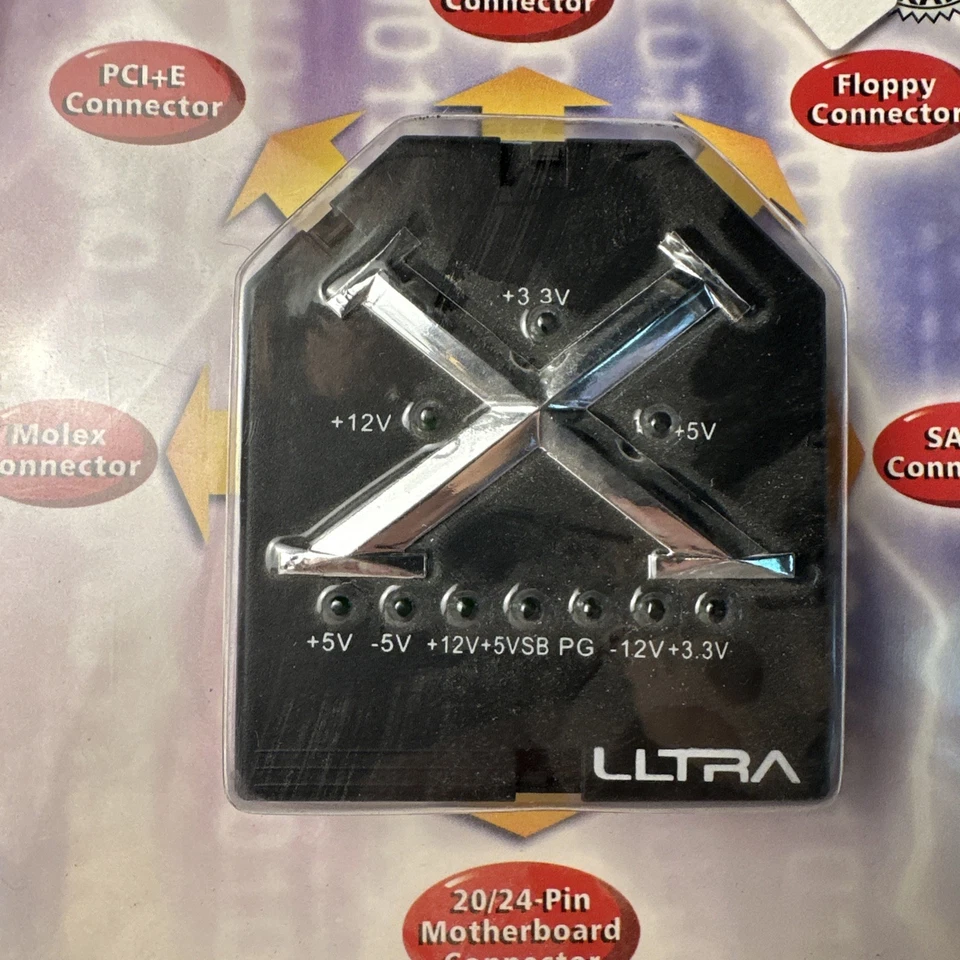 Connector
PCI+E
Connector
Floppy
Connector
+3.3V
+12V
+5V
Molex
onnector
SA
Conn
+5V -5V +12V +5VSB PG -12V +3.3V
ULTRA
20/24-Pin
Motherboard
Connector